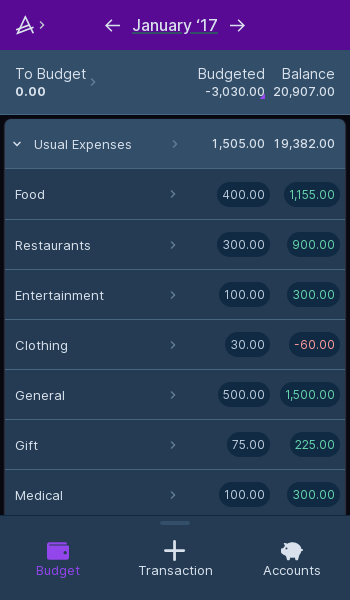 January ‘17
To Budget Budgeted Balance
0.00 -3,030.00 20,907.00
Usual Expenses 1,505.00 19,382.00
Food 400.00 1,155.00
Restaurants 300.00 900.00
Entertainment 100.00 300.00
Clothing 30.00 -60.00
General 500.00 1,500.00
Gift 75.00 225.00
Medical 100.00 300.00
Budget Transaction Accounts